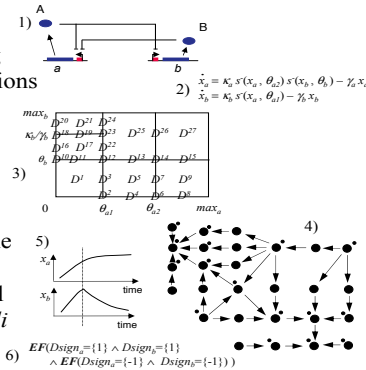 A
B
1)
a
b
ions
2) ẋa = κa s⁻(xa , θa2) s⁻(xb , θb) – γa xa
ẋb = κb s⁻(xa , θa1) – γb xb
maxb
κb/γb
θb
D20 D21 D24
D18 D19 D23 D25 D26 D27
D16 D17 D22
D10 D11 D12 D13 D14 D15
D1 D3 D5 D7 D9
D2 D4 D6 D8
3)
0 θa1 θa2 maxa
4)
5)
xa
time
xb
time
e
l
i
6) EF(Dsigna={1} ∧ Dsignb={1}
∧ EF(Dsigna={-1} ∧ Dsignb={-1}) )